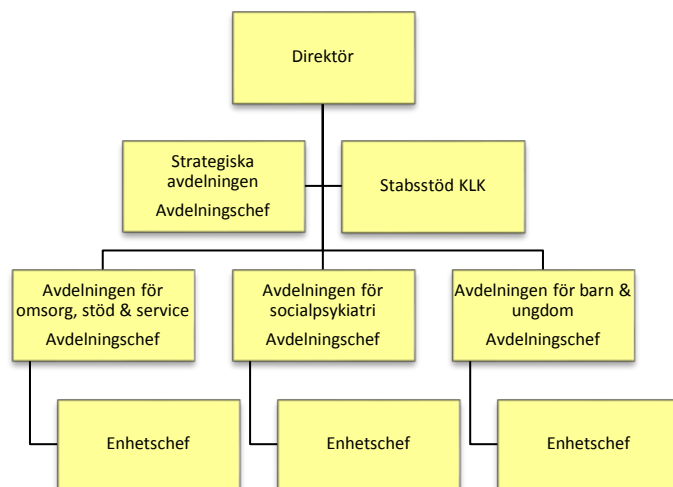 Direktör
Strategiska
avdelningen
Avdelningschef
Stabsstöd KLK
Avdelningen för
omsorg, stöd & service
Avdelningschef
Avdelningen för
socialpsykiatri
Avdelningschef
Avdelningen för barn &
ungdom
Avdelningschef
Enhetschef
Enhetschef
Enhetschef